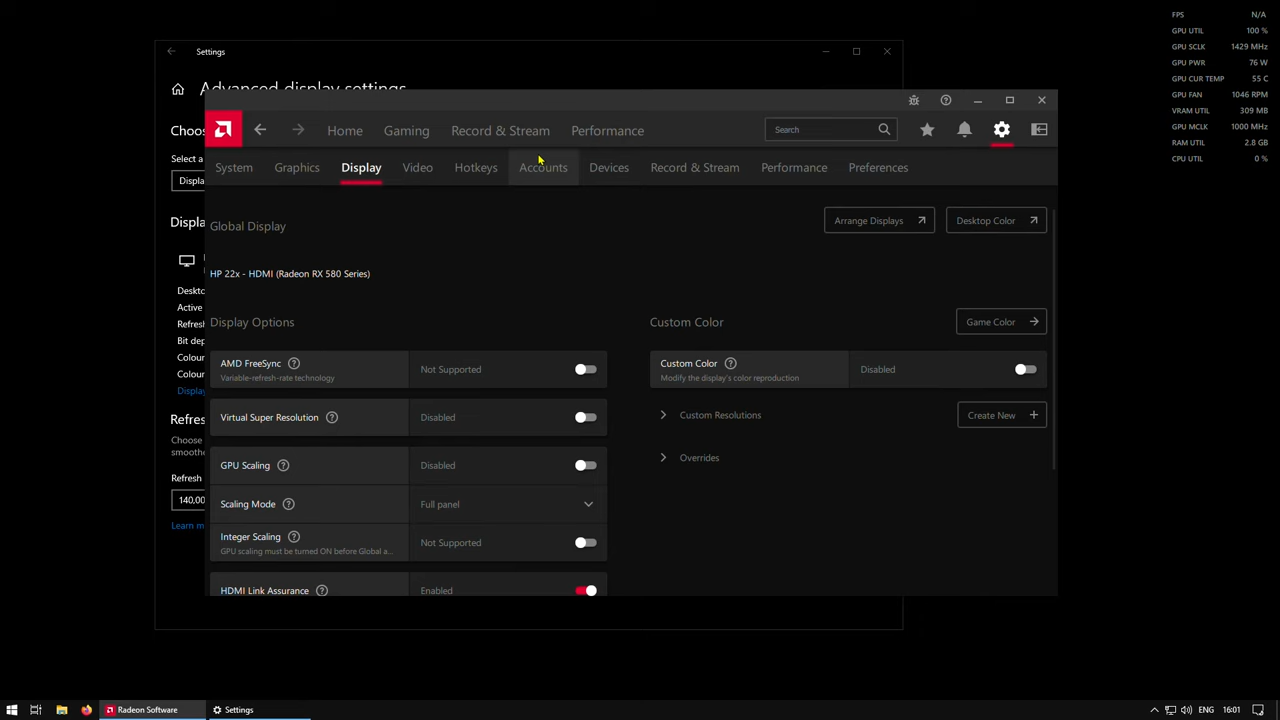 FPS N/A
GPU UTIL 100 %
GPU SCLK 1429 MHz
GPU PWR 76 W
GPU CUR TEMP 55 C
GPU FAN 1046 RPM
VRAM UTIL 309 MB
GPU MCLK 1000 MHz
RAM UTIL 2.8 GB
CPU UTIL 0 %
Settings
Advanced display settings
Select a
Displa
Deskto
Active
Bit dep
Colour
Colour
Display
Choose
Refresh
140,00
Learn m
Home Gaming Record & Stream Performance Search
System Graphics Display Video Hotkeys Accounts Devices Record & Stream Performance Preferences
Global Display Arrange Displays Desktop Color
HP 22x - HDMI (Radeon RX 580 Series)
Display Options
AMD FreeSync Not Supported
Variable-refresh-rate technology
Virtual Super Resolution Disabled
GPU Scaling Disabled
Scaling Mode Full panel
Integer Scaling Not Supported
GPU scaling must be turned ON before Global a...
HDMI Link Assurance Enabled
Custom Color Game Color
Custom Color Disabled
Modify the display's color reproduction
Custom Resolutions Create New
Overrides
Radeon Software Settings ENG 16:01